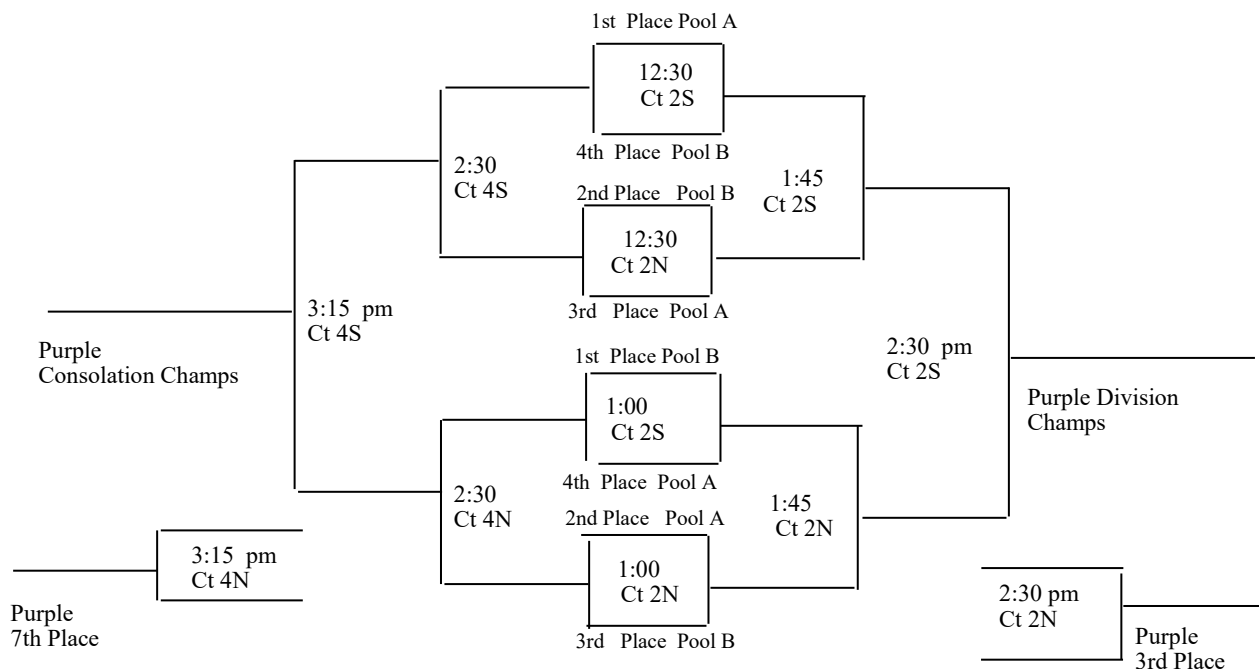 1st Place Pool A
12:30
Ct 2S
4th Place Pool B
2:30
Ct 4S
1:45
Ct 2S
2nd Place Pool B
12:30
Ct 2N
3rd Place Pool A
3:15 pm
Ct 4S
Purple
Consolation Champs
2:30 pm
Ct 2S
1st Place Pool B
1:00
Ct 2S
4th Place Pool A
Purple Division
Champs
2:30
Ct 4N
1:45
Ct 2N
2nd Place Pool A
1:00
Ct 2N
3rd Place Pool B
3:15 pm
Ct 4N
Purple
7th Place
2:30 pm
Ct 2N
Purple
3rd Place